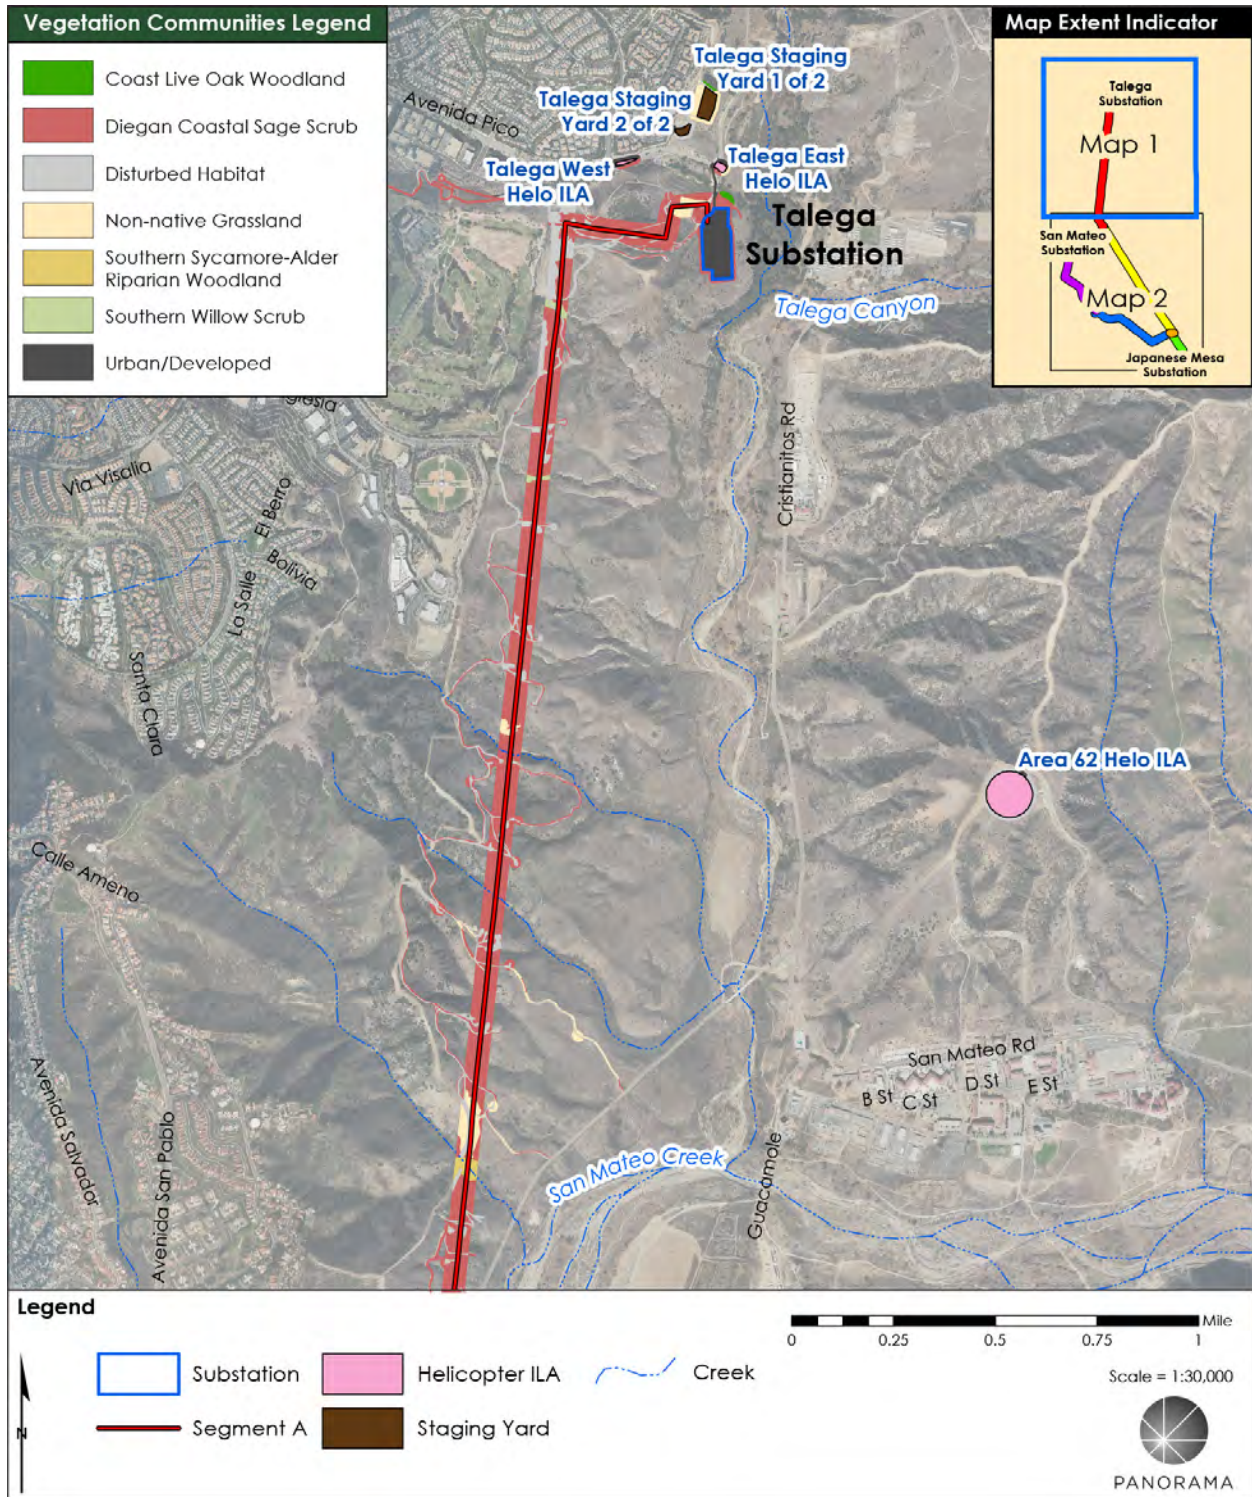 Vegetation Communities Legend
Coast Live Oak Woodland
Diegan Coastal Sage Scrub
Disturbed Habitat
Non-native Grassland
Southern Sycamore-Alder
Riparian Woodland
Southern Willow Scrub
Urban/Developed
Map Extent Indicator
Talega
Substation
Map 1
San Mateo
Substation
Map 2
Japanese Mesa
Substation
Talega Staging
Yard 1 of 2
Talega Staging
Yard 2 of 2
Avenida Pico
Talega West
Helo ILA
Talega East
Helo ILA
Talega
Substation
Talega Canyon
Cristianitos Rd
Via Visalia
El Berro
Bolivia
La Salle
Santa Clara
Area 62 Helo ILA
Calle Ameno
San Mateo Rd
B St
C St
D St
E St
Avenida Salvador
Avenida San Pablo
San Mateo Creek
Guacamole
Legend
Substation
Helicopter ILA
Creek
Segment A
Staging Yard
N
Mile
0 0.25 0.5 0.75 1
Scale = 1:30,000
PANORAMA